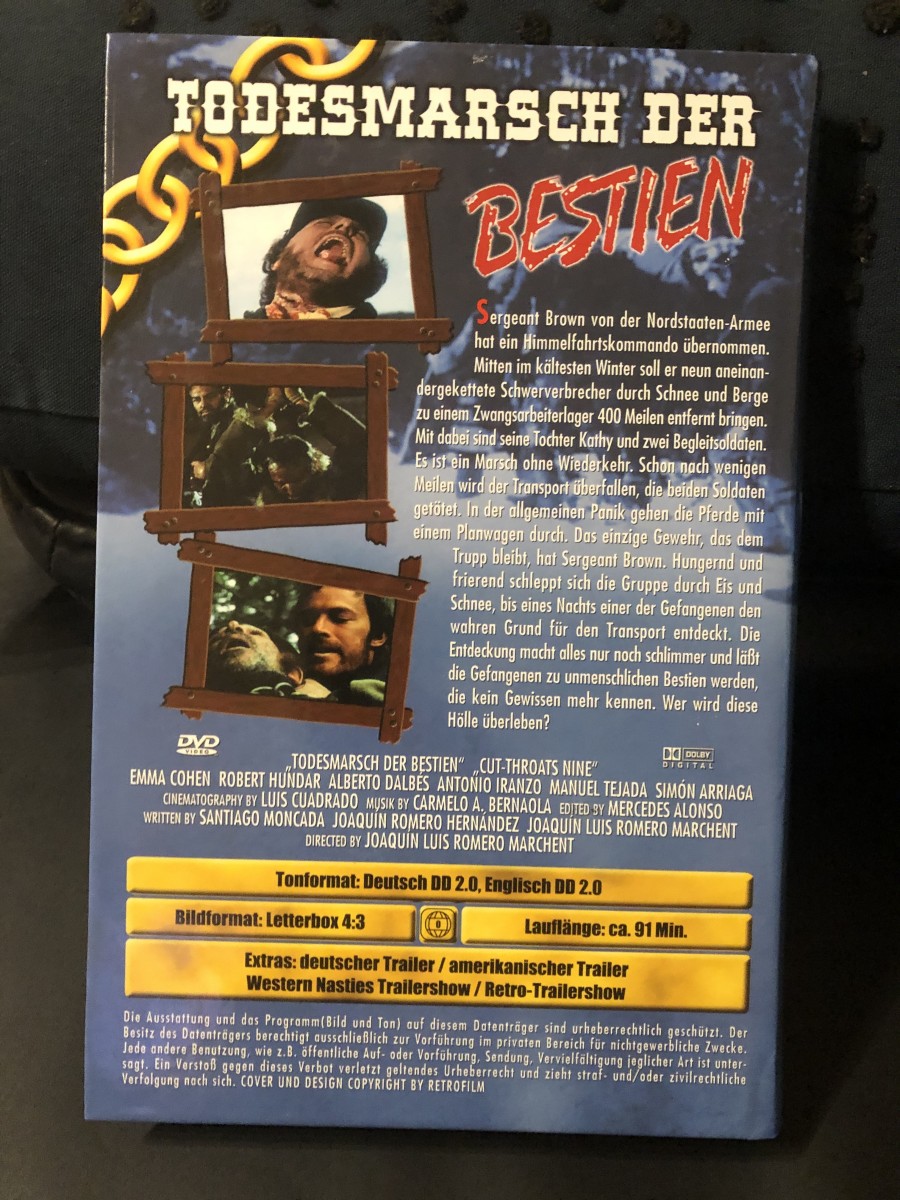 TODESMARSCH DER
BESTIEN
Sergeant Brown von der Nordstaaten-Armee
hat ein Himmelfahrtskommando übernommen.
Mitten im kältesten Winter soll er neun aneinan-
dergekettete Schwerverbrecher durch Schnee und Berge
zu einem Zwangsarbeiterlager 400 Meilen entfernt bringen.
Mit dabei sind seine Tochter Kathy und zwei Begleitsoldaten.
Es ist ein Marsch ohne Wiederkehr. Schon nach wenigen
Meilen wird der Transport überfallen, die beiden Soldaten
getötet. In der allgemeinen Panik gehen die Pferde mit
einem Planwagen durch. Das einzige Gewehr, das dem
Trupp bleibt, hat Sergeant Brown. Hungernd und
frierend schleppt sich die Gruppe durch Eis und
Schnee, bis eines Nachts einer der Gefangenen den
wahren Grund für den Transport entdeckt. Die
Entdeckung macht alles nur noch schlimmer und läßt
die Gefangenen zu unmenschlichen Bestien werden,
die kein Gewissen mehr kennen. Wer wird diese
Hölle überleben?
DVD
VIDEO
DOLBY
DIGITAL
„TODESMARSCH DER BESTIEN" „CUT-THROATS NINE"
EMMA COHEN ROBERT HUNDAR ALBERTO DALBÉS ANTONIO IRANZO MANUEL TEJADA SIMÓN ARRIAGA
CINEMATOGRAPHY BY LUIS CUADRADO MUSIK BY CARMELO A. BERNAOLA EDITED BY MERCEDES ALONSO
WRITTEN BY SANTIAGO MONCADA JOAQUÍN ROMERO HERNÁNDEZ JOAQUÍN LUIS ROMERO MARCHENT
DIRECTED BY JOAQUÍN LUIS ROMERO MARCHENT
Tonformat: Deutsch DD 2.0, Englisch DD 2.0
Bildformat: Letterbox 4:3
0
Lauflänge: ca. 91 Min.
Extras: deutscher Trailer / amerikanischer Trailer
Western Nasties Trailershow / Retro-Trailershow
Die Ausstattung und das Programm(Bild und Ton) auf diesem Datenträger sind urheberrechtlich geschützt. Der
Besitz des Datenträgers berechtigt ausschließlich zur Vorführung im privaten Bereich für nichtgewerbliche Zwecke.
Jede andere Benutzung, wie z.B. öffentliche Auf- oder Vorführung, Sendung, Vervielfältigung jeglicher Art ist unter-
sagt. Ein Verstoß gegen dieses Verbot verletzt geltendes Urheberrecht und zieht straf- und/oder zivilrechtliche
Verfolgung nach sich. COVER UND DESIGN COPYRIGHT BY RETROFILM